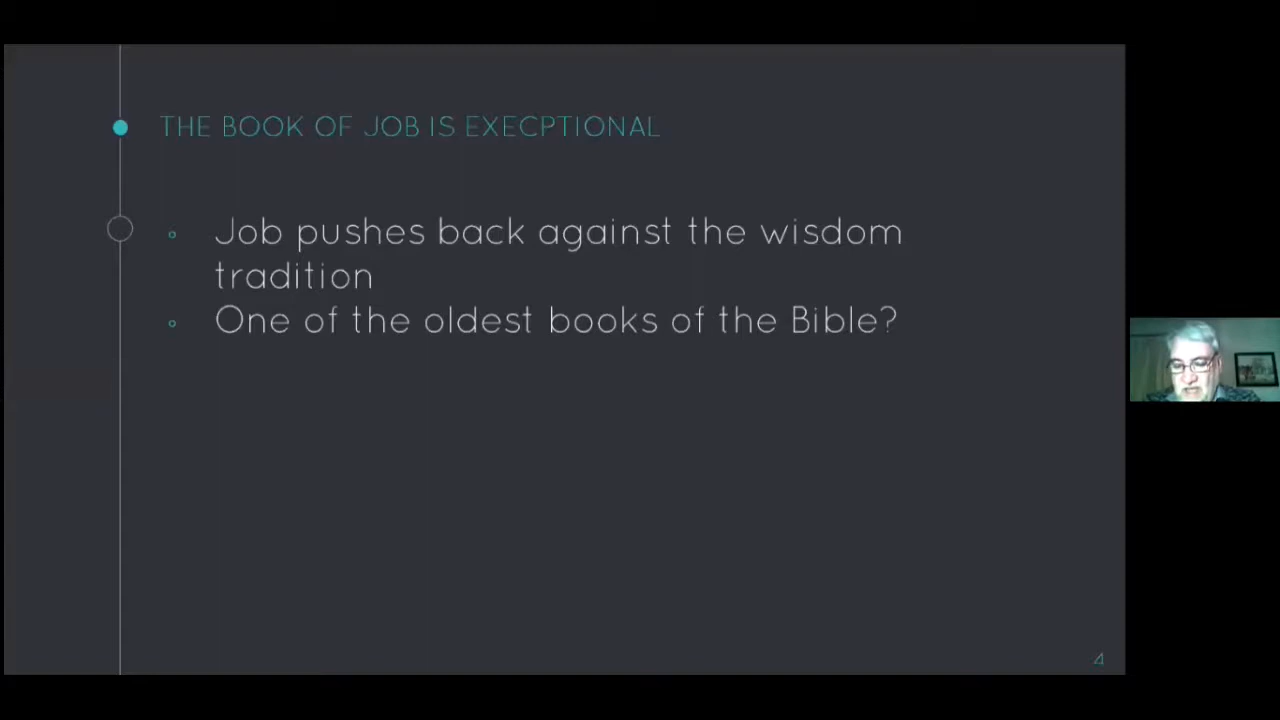 THE BOOK OF JOB IS EXECPTIONAL
Job pushes back against the wisdom
tradition
One of the oldest books of the Bible?
4